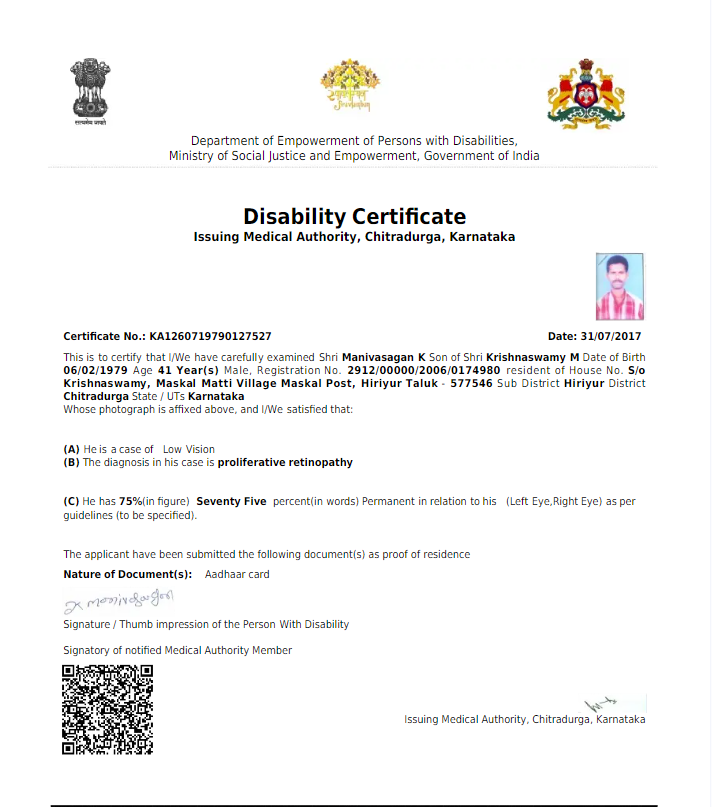 सत्यमेव जयते
Department of Empowerment of Persons with Disabilities,
Ministry of Social Justice and Empowerment, Government of India
Disability Certificate
Issuing Medical Authority, Chitradurga, Karnataka
Certificate No.: KA1260719790127527 Date: 31/07/2017
This is to certify that I/We have carefully examined Shri Manivasagan K Son of Shri Krishnaswamy M Date of Birth
06/02/1979 Age 41 Year(s) Male, Registration No. 2912/00000/2006/0174980 resident of House No. S/o
Krishnaswamy, Maskal Matti Village Maskal Post, Hiriyur Taluk - 577546 Sub District Hiriyur District
Chitradurga State / UTs Karnataka
Whose photograph is affixed above, and I/We satisfied that:
(A) He is a case of Low Vision
(B) The diagnosis in his case is proliferative retinopathy
(C) He has 75%(in figure) Seventy Five percent(in words) Permanent in relation to his (Left Eye,Right Eye) as per
guidelines (to be specified).
The applicant have been submitted the following document(s) as proof of residence
Nature of Document(s): Aadhaar card
Signature / Thumb impression of the Person With Disability
Signatory of notified Medical Authority Member
Issuing Medical Authority, Chitradurga, Karnataka